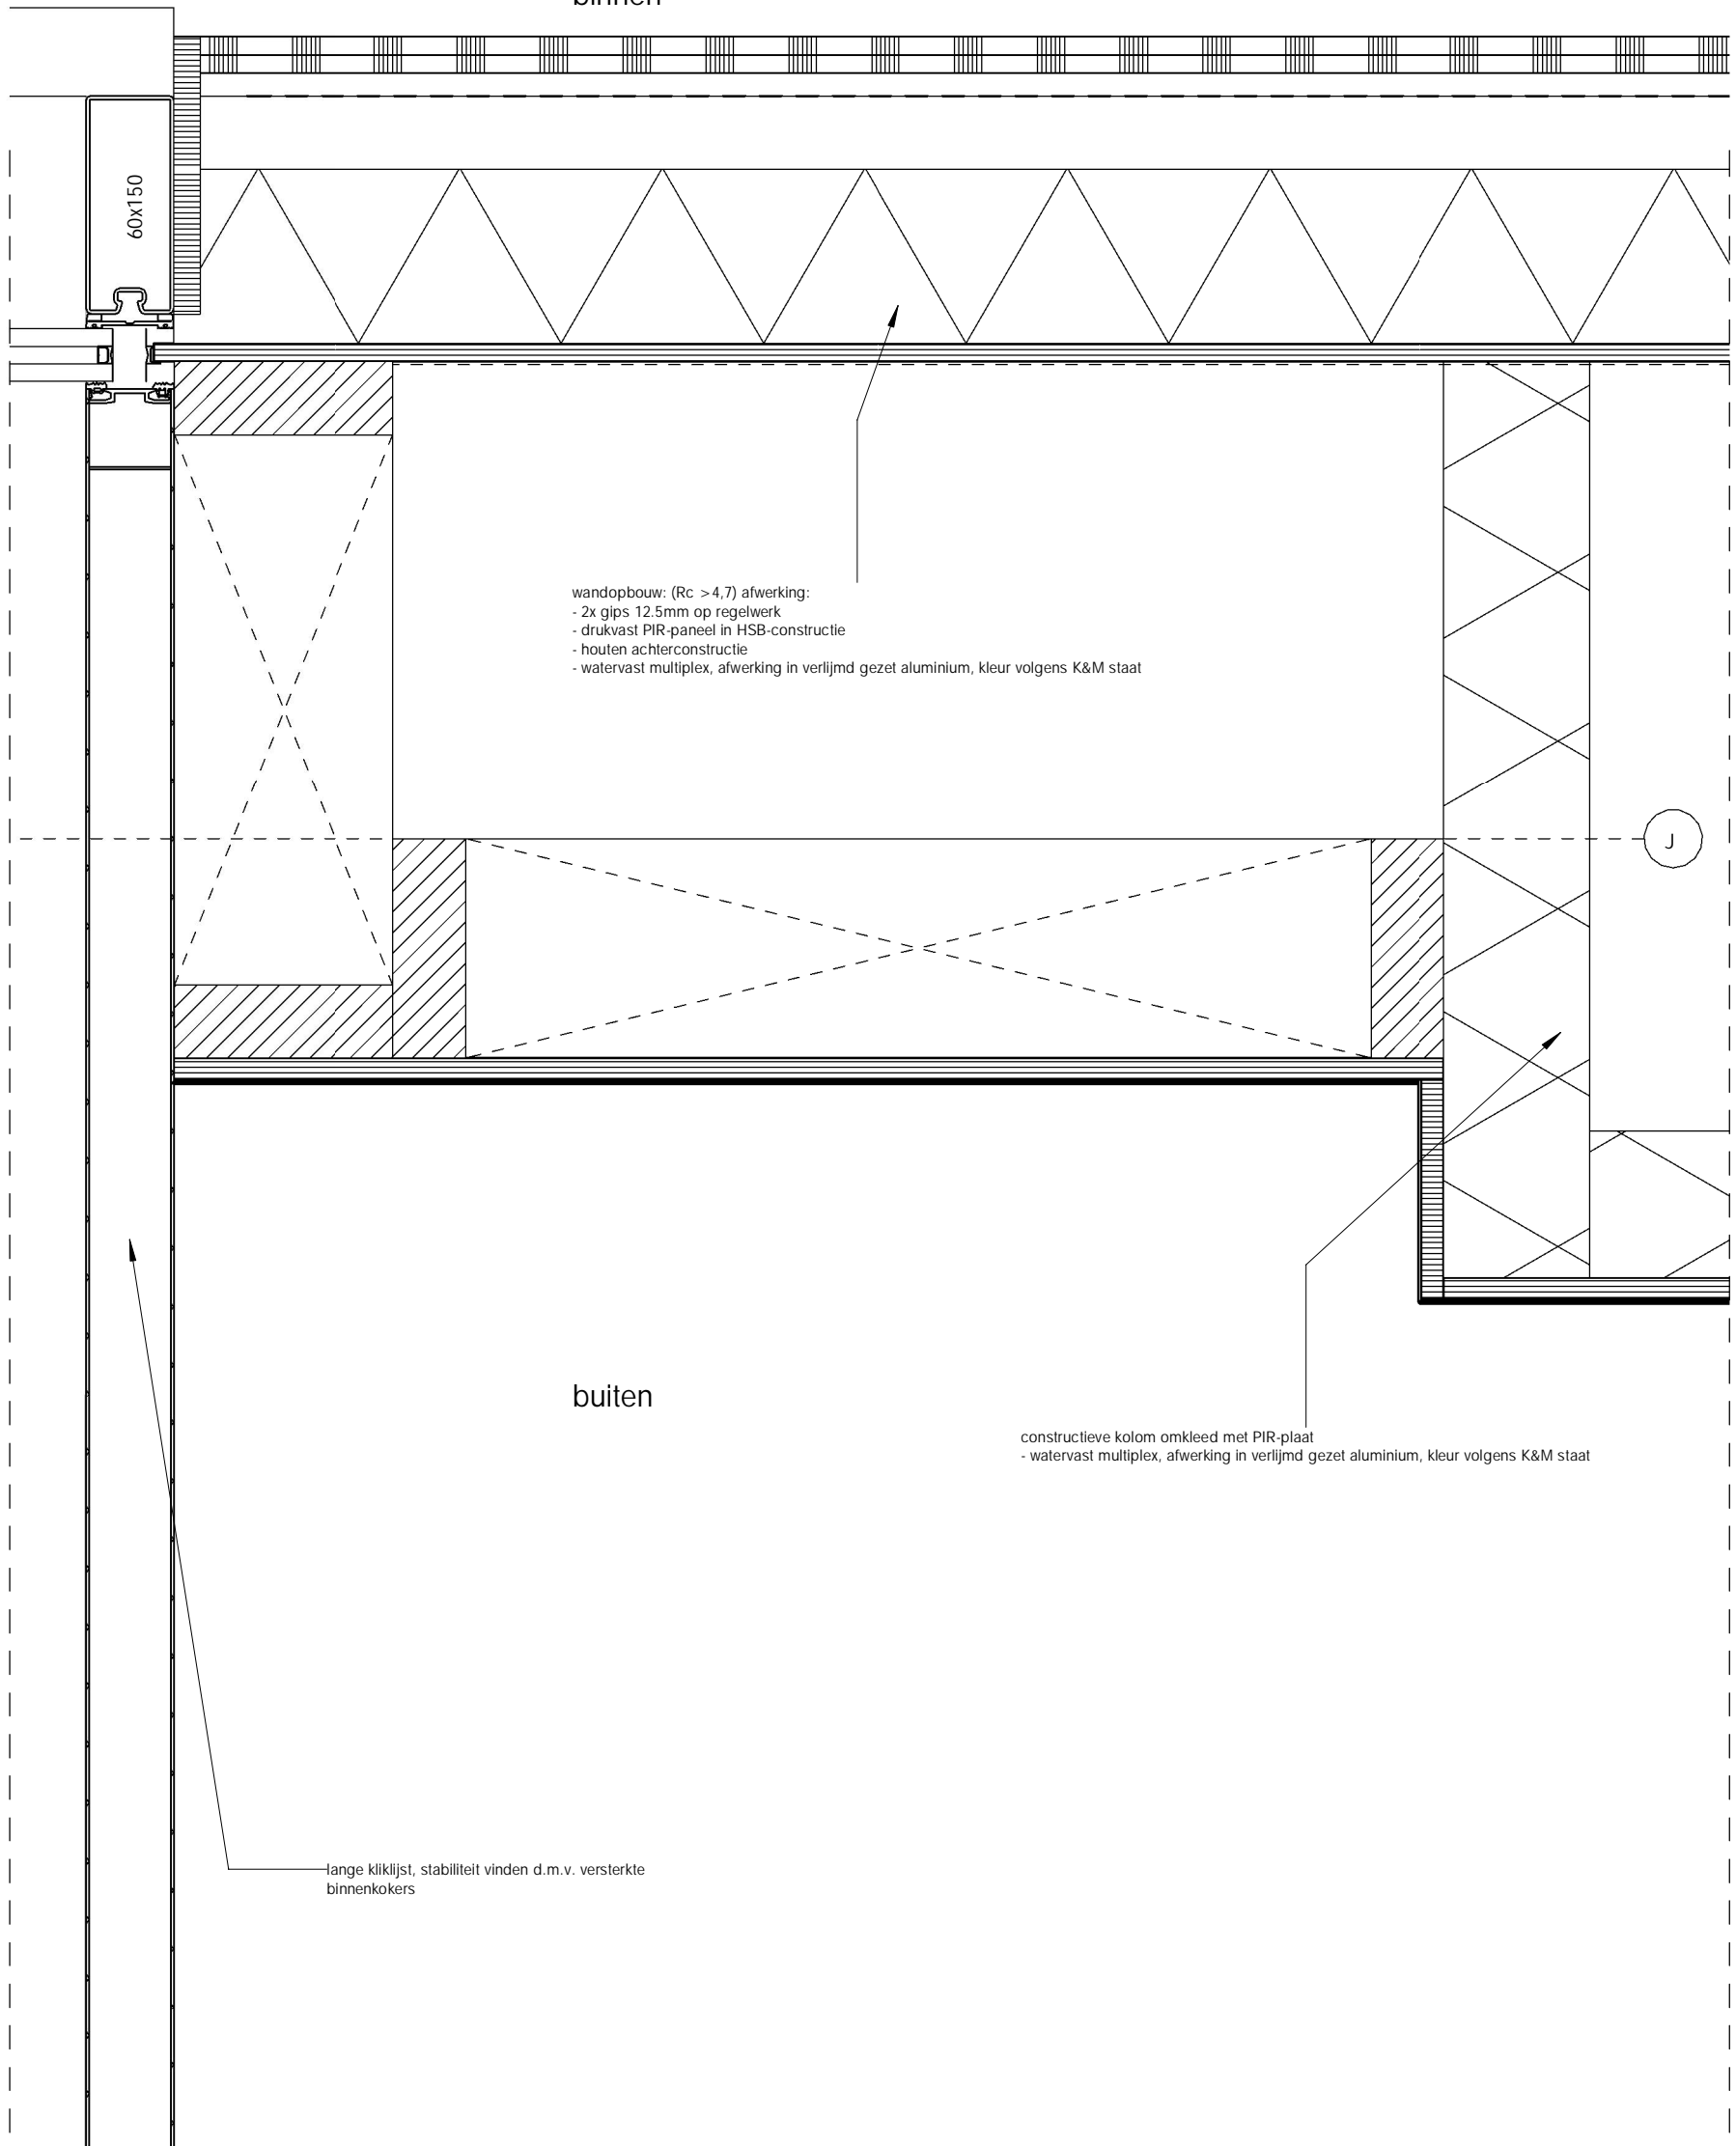 binnen
60x150
wandopbouw: (Rc >4,7) afwerking:
- 2x gips 12.5mm op regelwerk
- drukvast PIR-paneel in HSB-constructie
- houten achterconstructie
- watervast multiplex, afwerking in verlijmd gezet aluminium, kleur volgens K&M staat
J
buiten
constructieve kolom omkleed met PIR-plaat
- watervast multiplex, afwerking in verlijmd gezet aluminium, kleur volgens K&M staat
lange kliklijst, stabiliteit vinden d.m.v. versterkte
binnenkokers